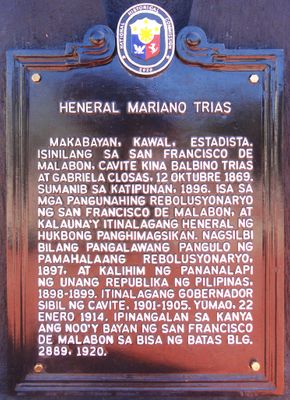 NATIONAL HISTORICAL COMMISSION
HENERAL MARIANO TRIAS
MAKABAYAN, KAWAL, ESTADISTA.
ISINILANG SA SAN FRANCISCO DE
MALABON, CAVITE KINA BALBINO TRIAS
AT GABRIELA CLOSAS, 12 OKTUBRE 1869.
SUMANIB SA KATIPUNAN, 1896. ISA SA
MGA PANGUNAHING REBOLUSYONARYO
NG SAN FRANCISCO DE MALABON, AT
KALAUNA'Y ITINALAGANG HENERAL NG
HUKBONG PANGHIMAGSIKAN. NAGSILBI
BILANG PANGALAWANG PANGULO NG
PAMAHALAANG REBOLUSYONARYO,
1897, AT KALIHIM NG PANANALAPI
NG UNANG REPUBLIKA NG PILIPINAS,
1898-1899. ITINALAGANG GOBERNADOR
SIBIL NG CAVITE, 1901-1905. YUMAO, 22
ENERO 1914. IPINANGALAN SA KANYA
ANG NOO'Y BAYAN NG SAN FRANCISCO
DE MALABON SA BISA NG BATAS BLG.
2889, 1920.